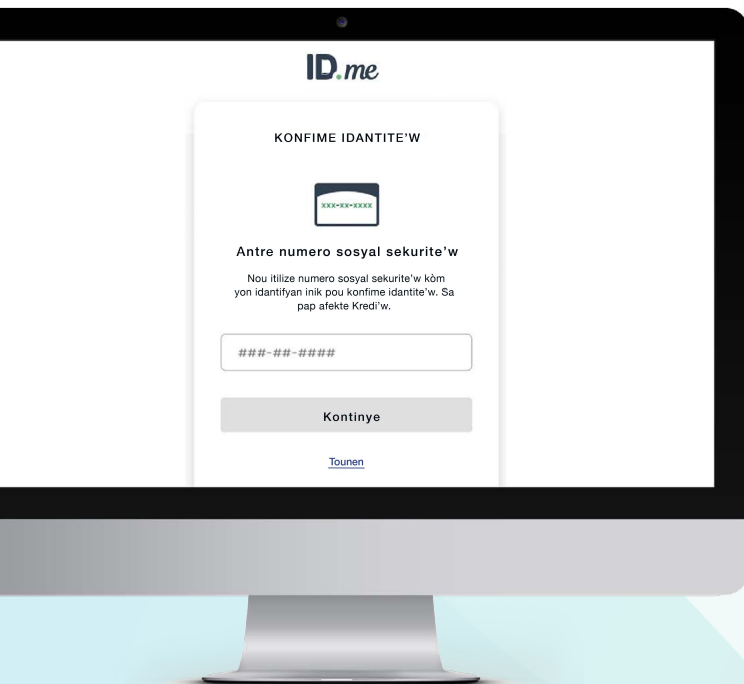 ID.me
KONFIME IDANTITE’W
xxx-xx-xxxx
Antre numero sosyal sekurite’w
Nou itilize numero sosyal sekurite’w kòm
yon idantifyan inik pou konfime idantite’w. Sa
pap afekte Kredi’w.
###-##-####
Kontinye
Tounen